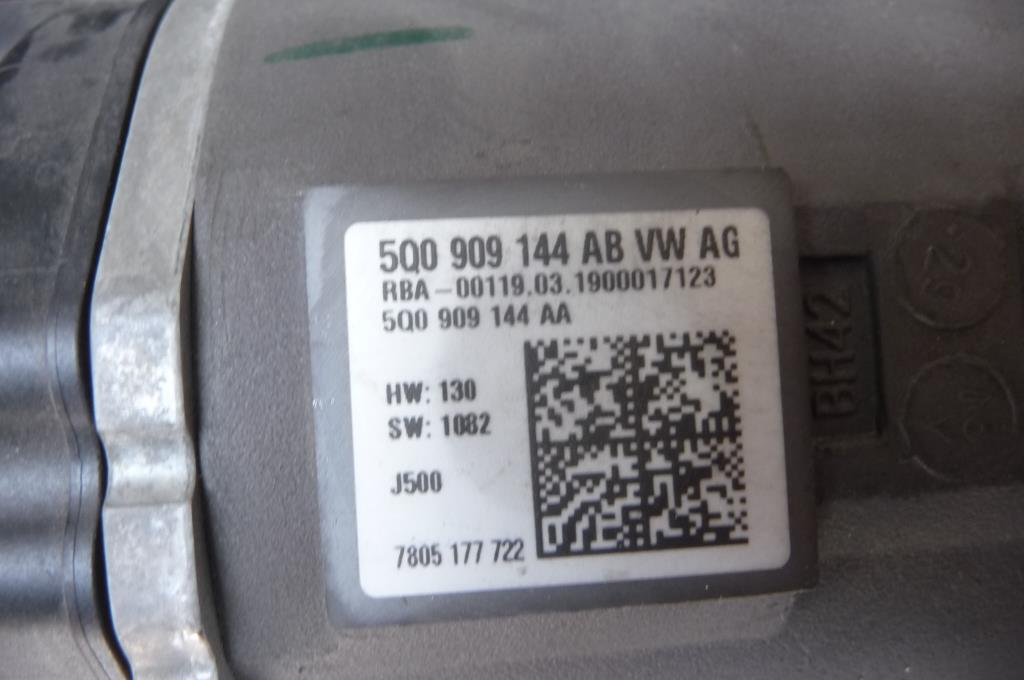 5Q0 909 144 AB VW AG
RBA-00119.03.1900017123
5Q0 909 144 AA
HW: 130
SW: 1082
J500
7805 177 722
BH42